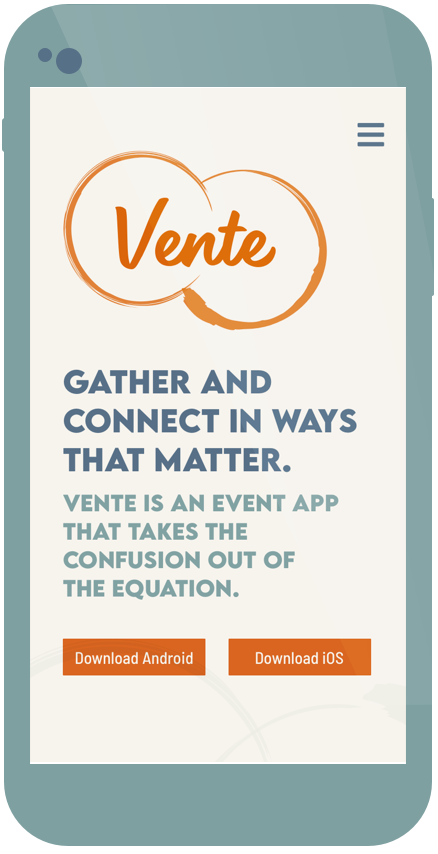 Vente
GATHER AND
CONNECT IN WAYS
THAT MATTER.
VENTE IS AN EVENT APP
THAT TAKES THE
CONFUSION OUT OF
THE EQUATION.
Download Android
Download iOS